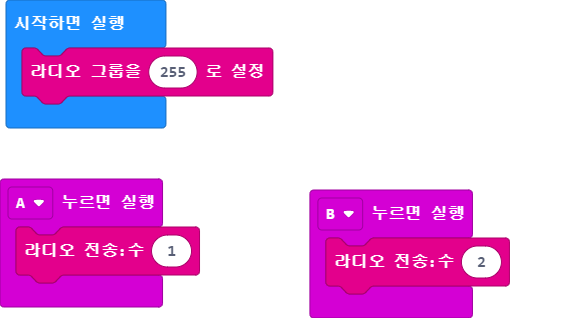 시작하면 실행
라디오 그룹을 255 로 설정
A 누르면 실행
라디오 전송:수 1
B 누르면 실행
라디오 전송:수 2